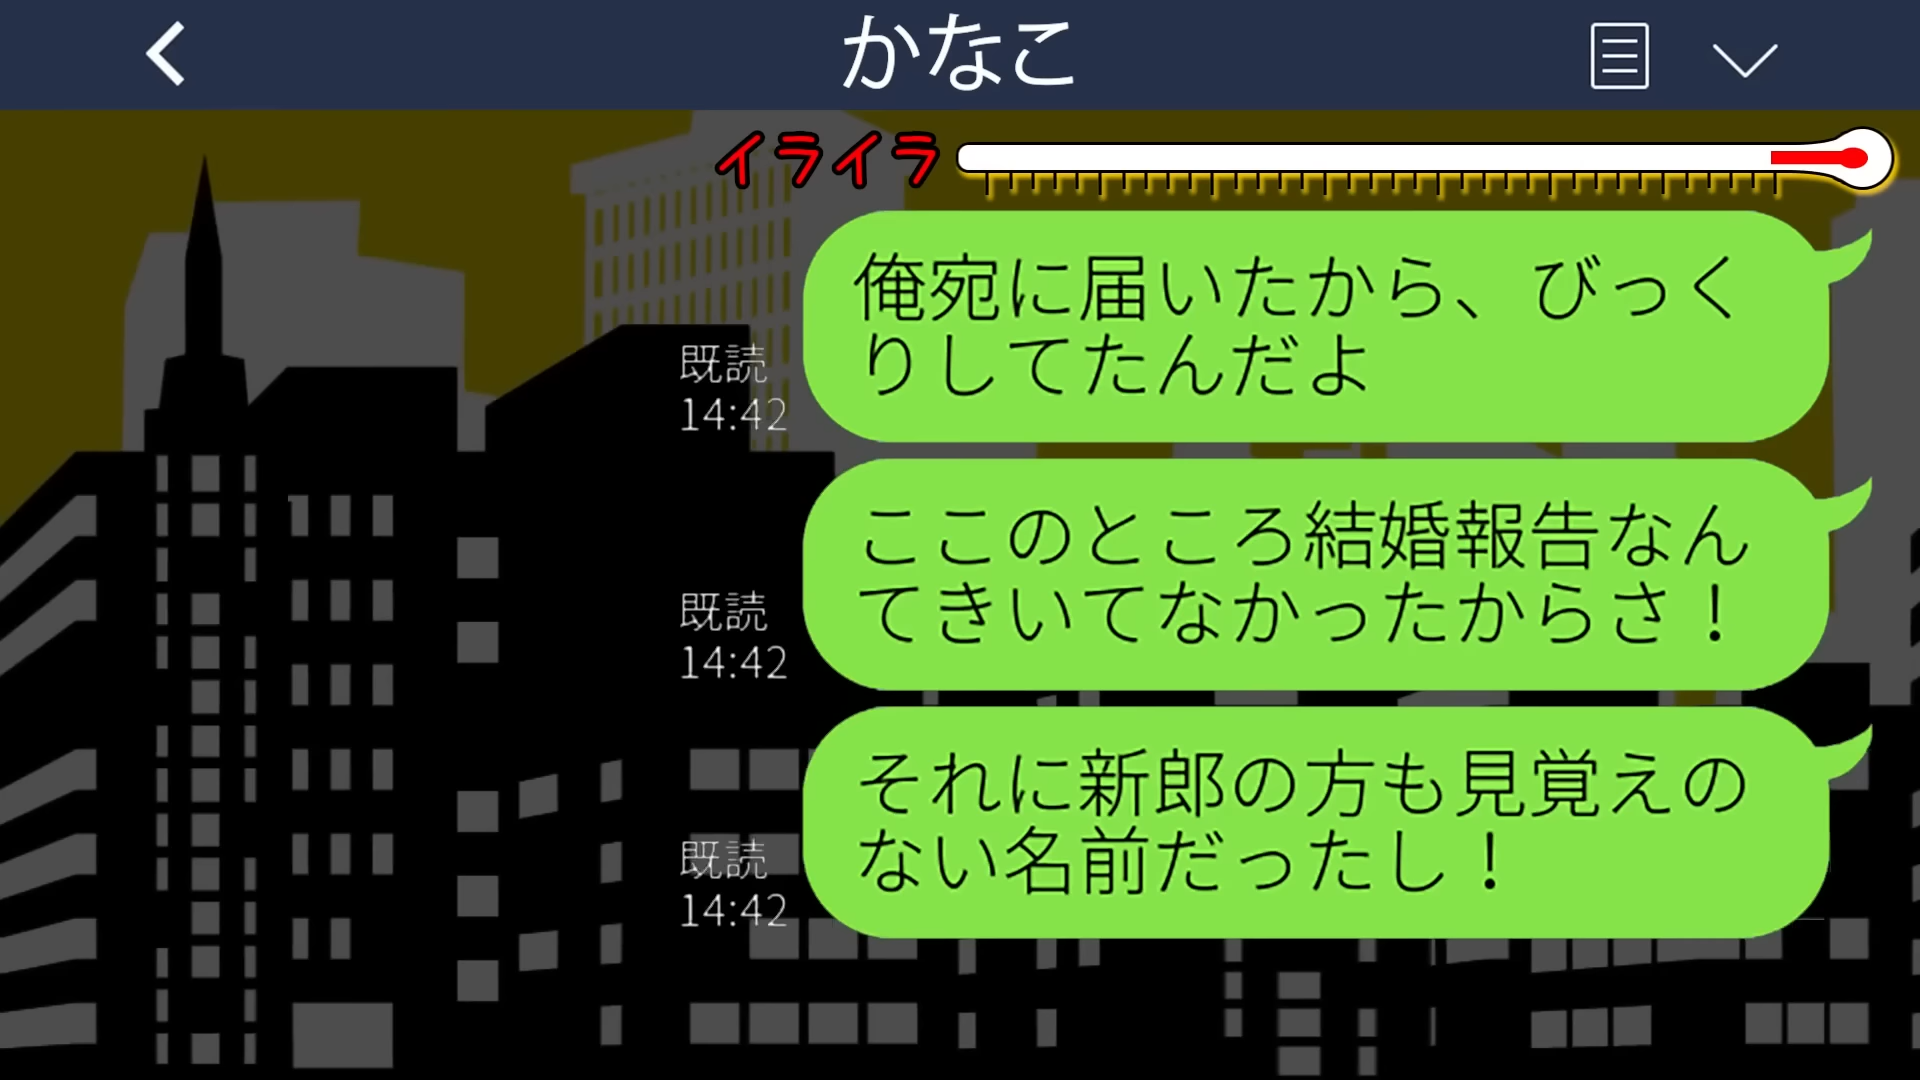 かなこ
イライラ
俺宛に届いたから、びっく
りしてたんだよ
既読
14:42
ここのところ結婚報告なん
てきいてなかったからさ！
既読
14:42
それに新郎の方も見覚えの
ない名前だったし！
既読
14:42